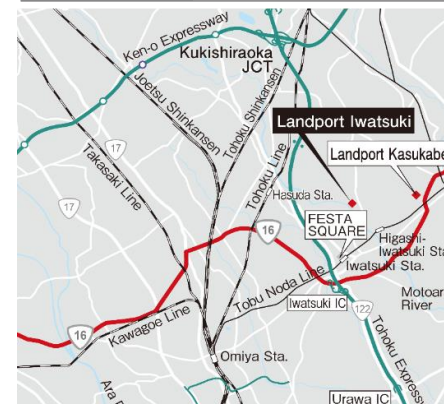 Ken-o Expressway
Kukishiraoka
JCT
Joetsu Shinkansen
Tohoku Shinkansen
Landport Iwatsuki
17
Takasaki Line
17
Tohoku Line
Landport Kasukabe
Hasuda Sta.
17
FESTA
SQUARE
16
Higashi-
Iwatsuki Sta
Iwatsuki Sta.
Tobu Noda Line
Iwatsuki IC
Motoar
River
122
16
Kawagoe Line
Omiya Sta.
Tohoku Express
Urawa IC
Ara